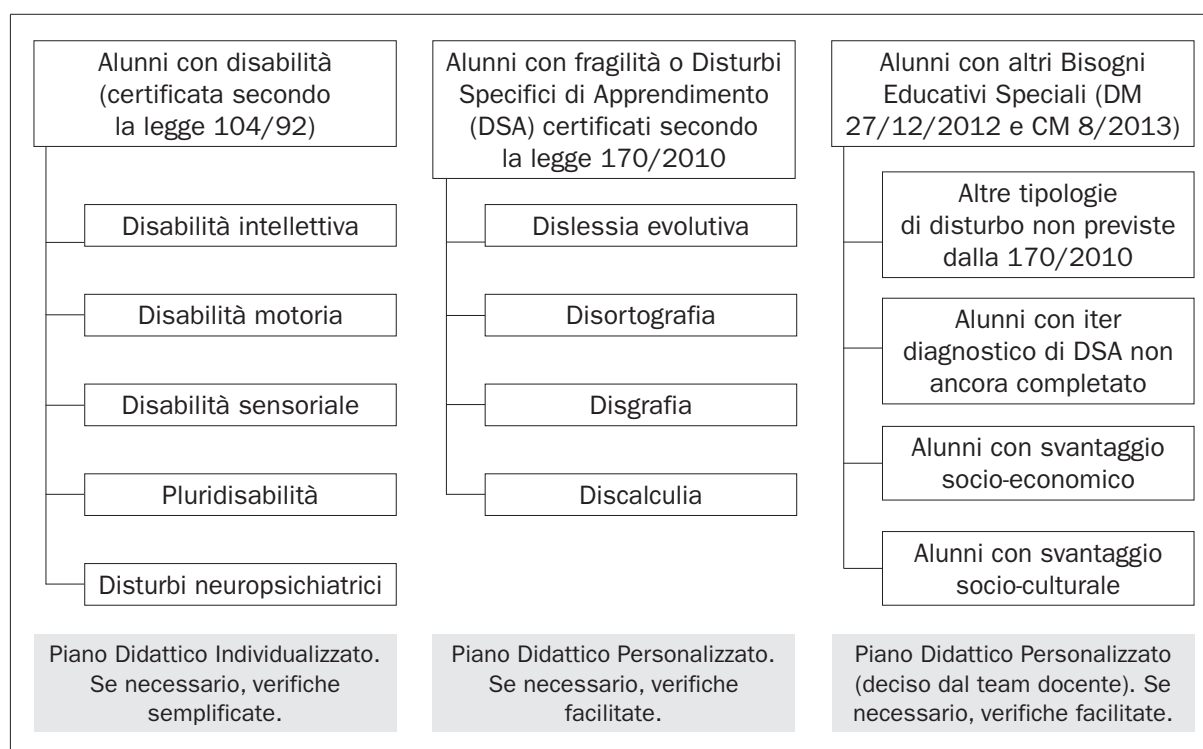 Alunni con disabilità
(certificata secondo
la legge 104/92)
Disabilità intellettiva
Disabilità motoria
Disabilità sensoriale
Pluridisabilità
Disturbi neuropsichiatrici
Piano Didattico Individualizzato.
Se necessario, verifiche
semplificate.
Alunni con fragilità o Disturbi
Specifici di Apprendimento
(DSA) certificati secondo
la legge 170/2010
Dislessia evolutiva
Disortografia
Disgrafia
Discalculia
Piano Didattico Personalizzato.
Se necessario, verifiche
facilitate.
Alunni con altri Bisogni
Educativi Speciali (DM
27/12/2012 e CM 8/2013)
Altre tipologie
di disturbo non previste
dalla 170/2010
Alunni con iter
diagnostico di DSA non
ancora completato
Alunni con svantaggio
socio-economico
Alunni con svantaggio
socio-culturale
Piano Didattico Personalizzato
(deciso dal team docente). Se
necessario, verifiche facilitate.